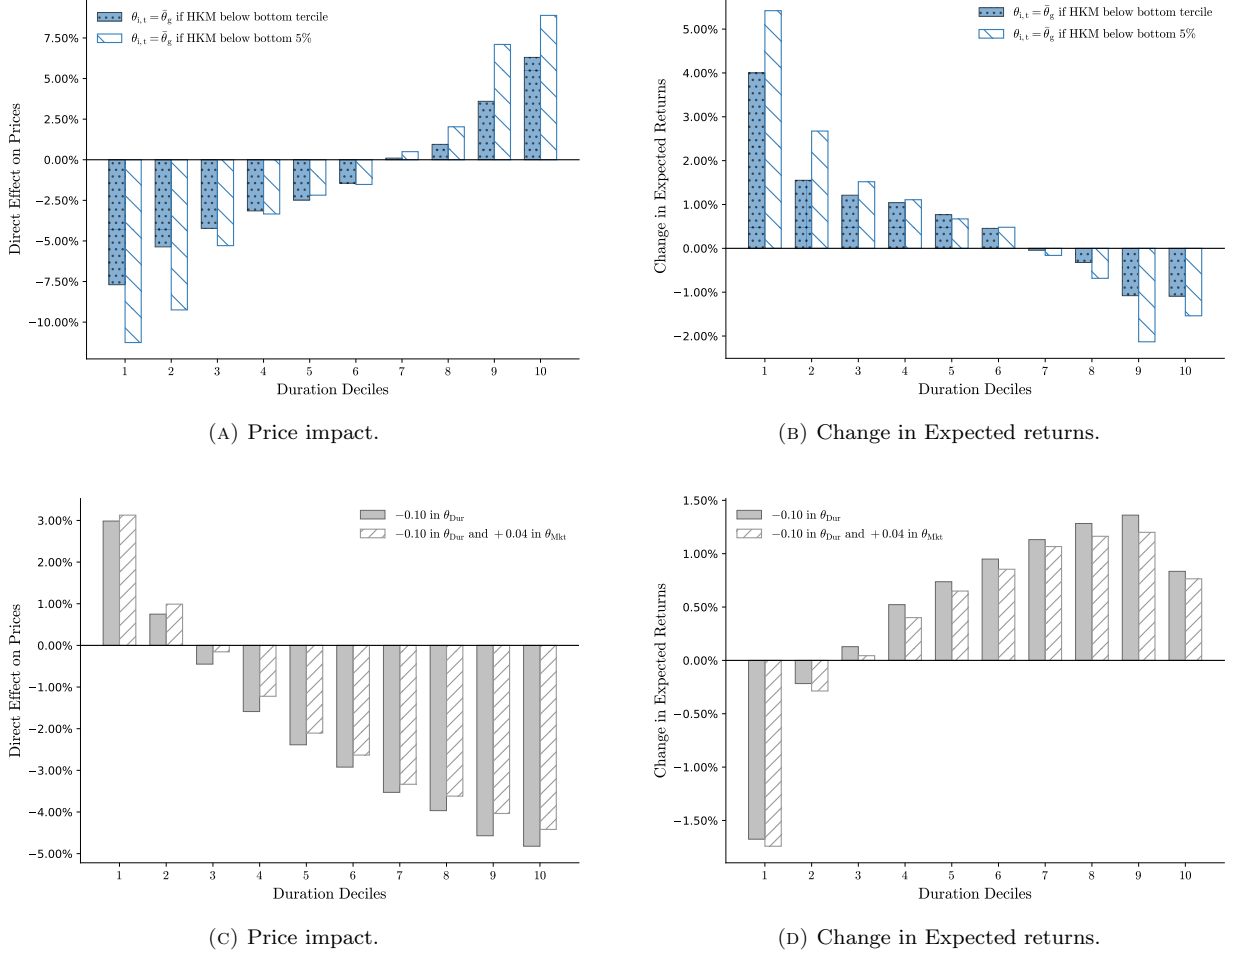 θi,t = θ̄g if HKM below bottom tercile
θi,t = θ̄g if HKM below bottom 5%
7.50%
5.00%
2.50%
0.00%
−2.50%
−5.00%
−7.50%
−10.00%
Direct Effect on Prices
1 2 3 4 5 6 7 8 9 10
Duration Deciles
(A) Price impact.
θi,t = θ̄g if HKM below bottom tercile
θi,t = θ̄g if HKM below bottom 5%
5.00%
4.00%
3.00%
2.00%
1.00%
0.00%
−1.00%
−2.00%
Change in Expected Returns
1 2 3 4 5 6 7 8 9 10
Duration Deciles
(B) Change in Expected returns.
−0.10 in θDur
−0.10 in θDur and +0.04 in θMkt
3.00%
2.00%
1.00%
0.00%
−1.00%
−2.00%
−3.00%
−4.00%
−5.00%
Direct Effect on Prices
1 2 3 4 5 6 7 8 9 10
Duration Deciles
(C) Price impact.
−0.10 in θDur
−0.10 in θDur and +0.04 in θMkt
1.50%
1.00%
0.50%
0.00%
−0.50%
−1.00%
−1.50%
Change in Expected Returns
1 2 3 4 5 6 7 8 9 10
Duration Deciles
(D) Change in Expected returns.